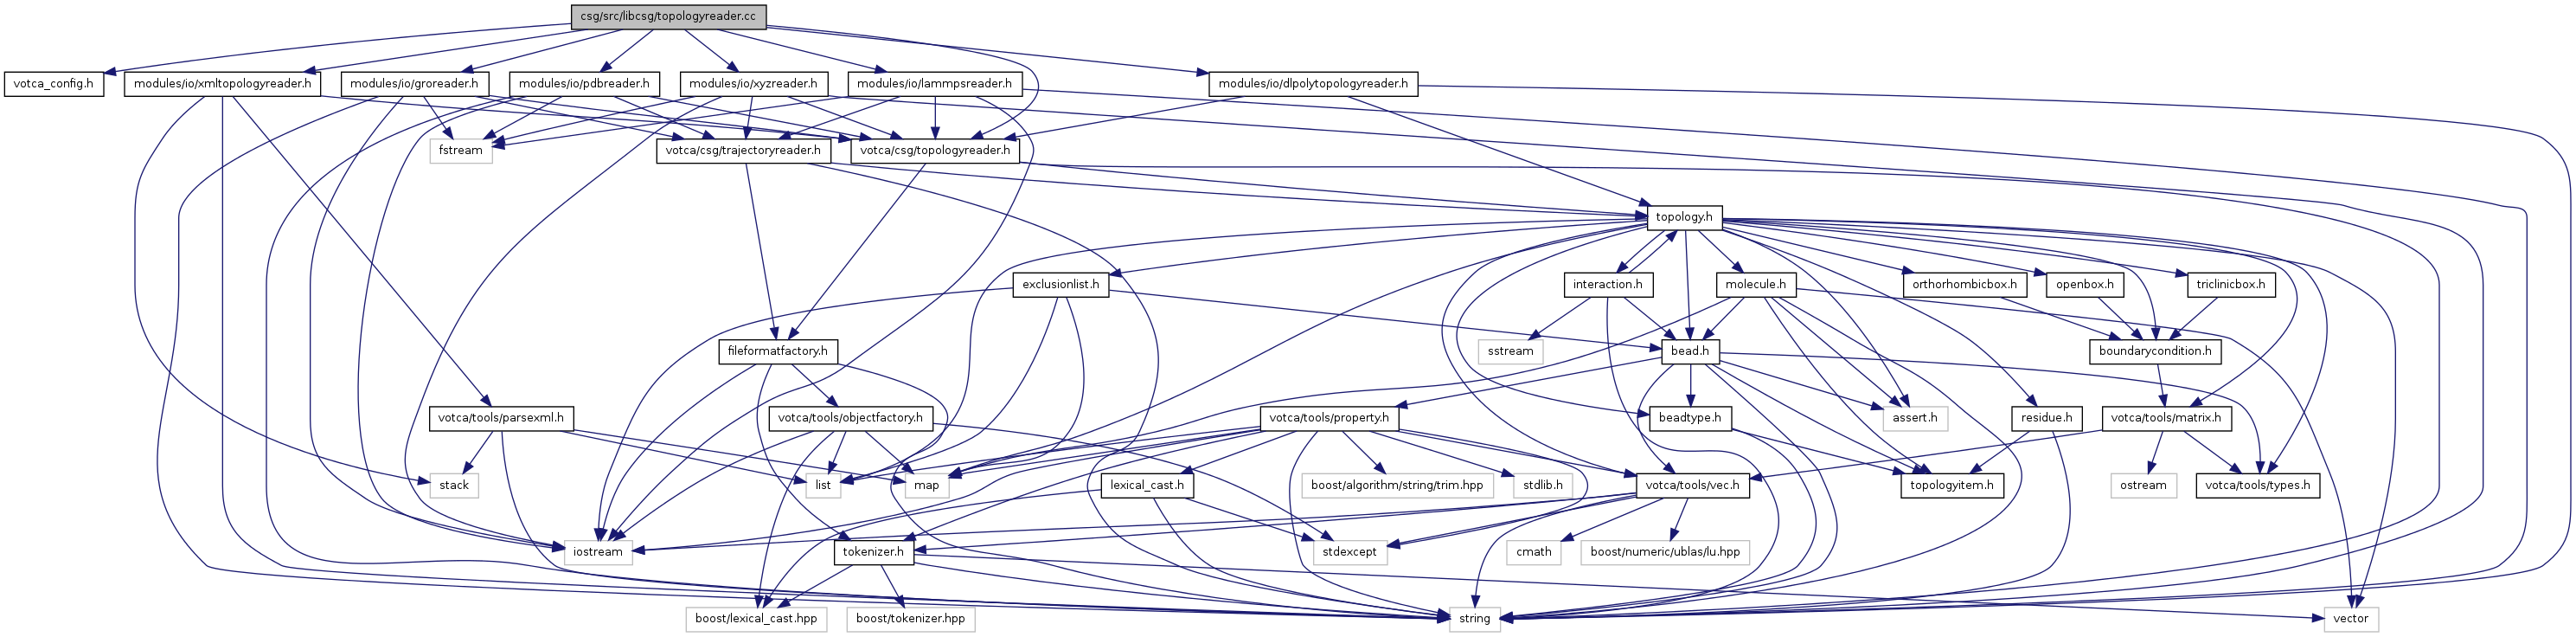 csg/src/libcsg/topologyreader.cc
votca_config.h
modules/io/xmltopologyreader.h
modules/io/groreader.h
modules/io/pdbreader.h
modules/io/xyzreader.h
modules/io/lammpsreader.h
modules/io/dlpolytopologyreader.h
fstream
votca/csg/trajectoryreader.h
votca/csg/topologyreader.h
topology.h
exclusionlist.h
interaction.h
molecule.h
orthorhombicbox.h
openbox.h
triclinicbox.h
fileformatfactory.h
sstream
bead.h
boundarycondition.h
votca/tools/parsexml.h
votca/tools/objectfactory.h
votca/tools/property.h
beadtype.h
assert.h
residue.h
votca/tools/matrix.h
stack
list
map
lexical_cast.h
boost/algorithm/string/trim.hpp
stdlib.h
votca/tools/vec.h
topologyitem.h
ostream
votca/tools/types.h
iostream
tokenizer.h
stdexcept
cmath
boost/numeric/ublas/lu.hpp
boost/lexical_cast.hpp
boost/tokenizer.hpp
string
vector